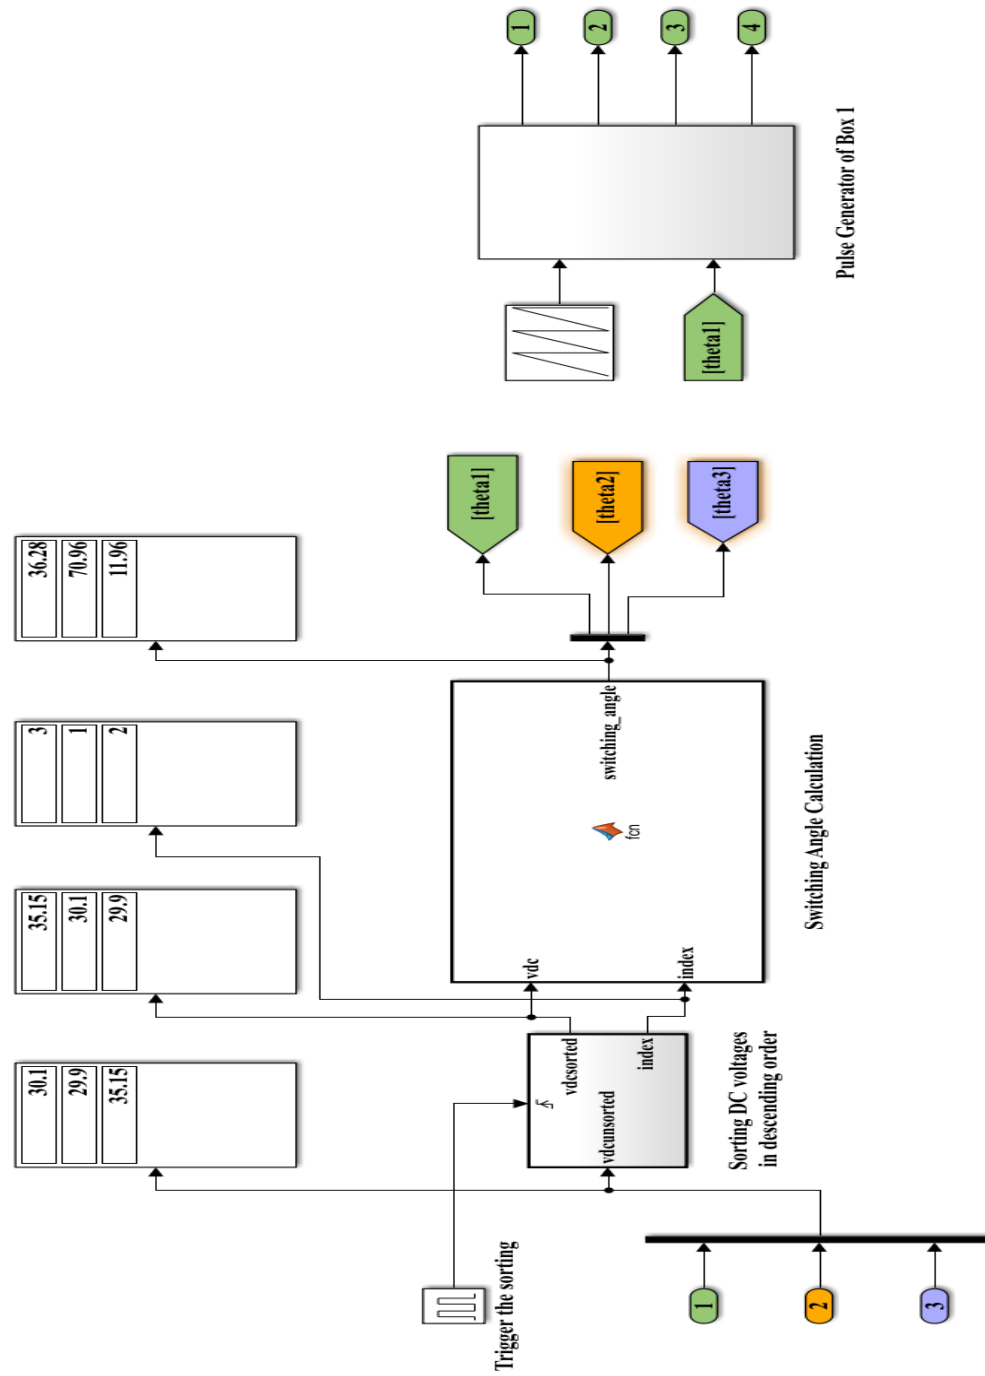 30.1
29.9
35.15
35.15
30.1
29.9
3
1
2
36.28
70.96
11.96
Trigger the sorting
1
2
3
vdcunsorted
vdcsorted
index
Sorting DC voltages
in descending order
vdc
index
fcn
switching_angle
Switching Angle Calculation
[theta1]
[theta2]
[theta3]
[theta1]
1
2
3
4
Pulse Generator of Box 1